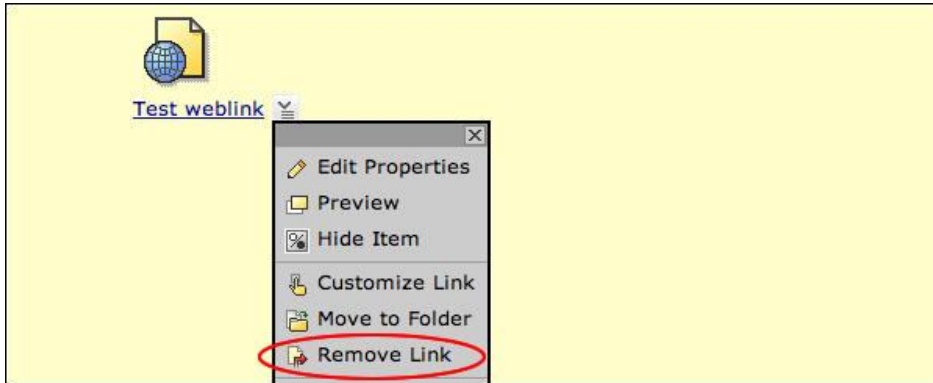 Test weblink
Edit Properties
Preview
Hide Item
Customize Link
Move to Folder
Remove Link